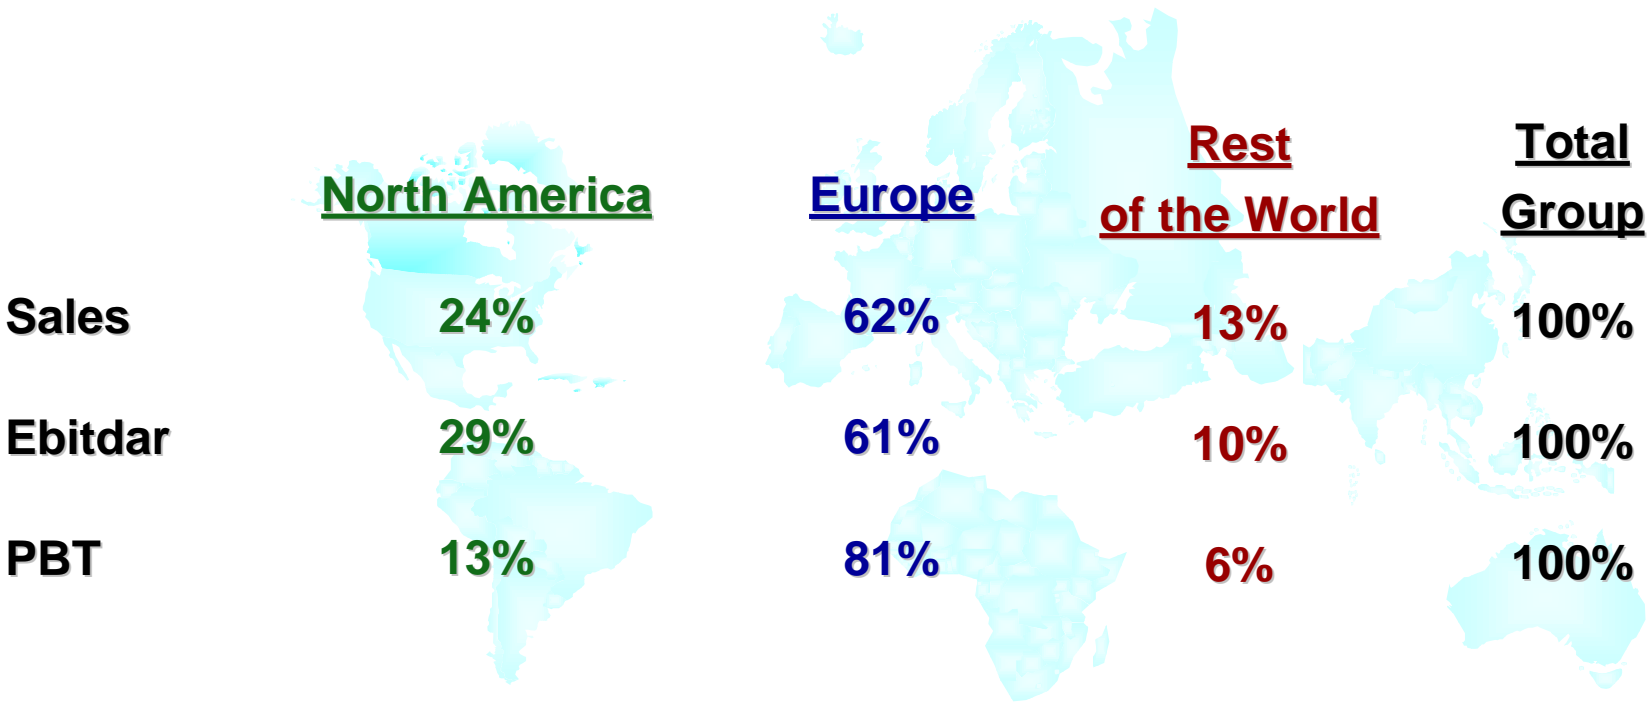 North America Europe Rest of the World Total Group
Sales 24% 62% 13% 100%
Ebitdar 29% 61% 10% 100%
PBT 13% 81% 6% 100%